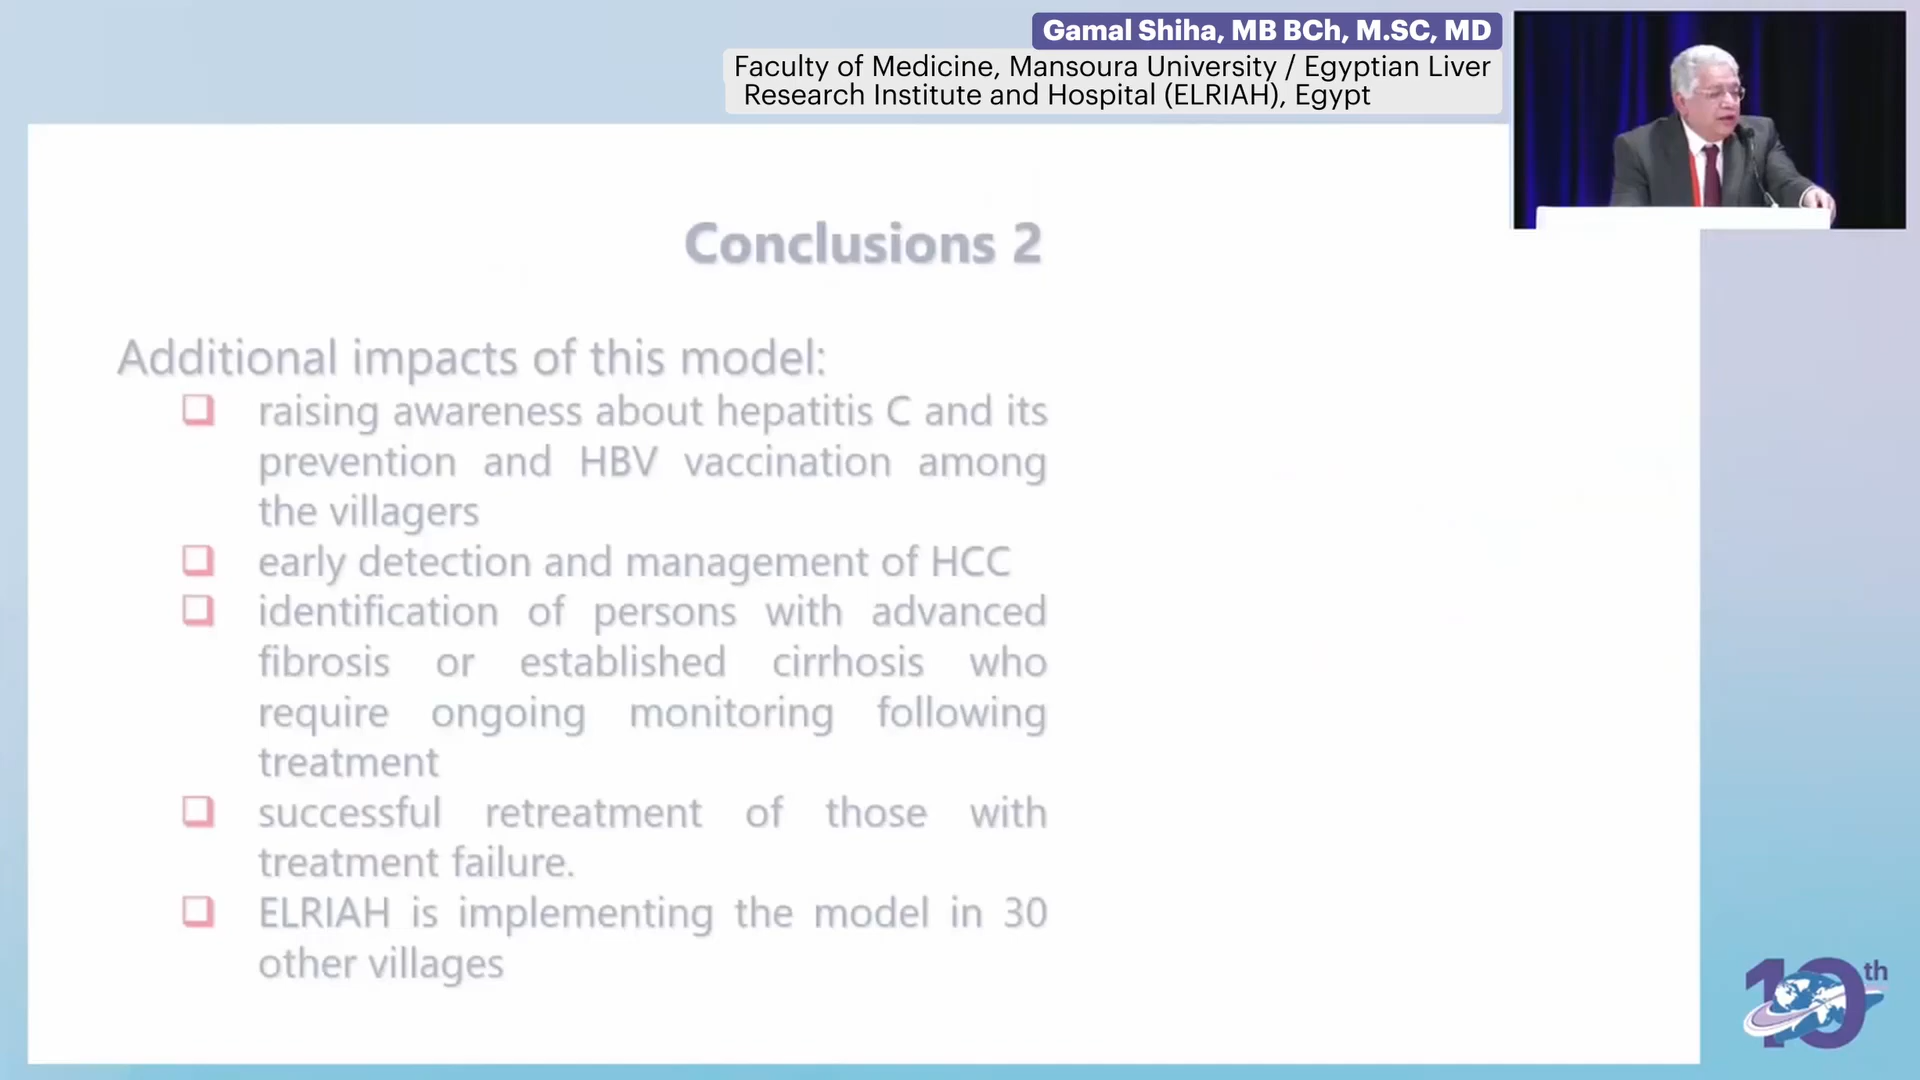 Gamal Shiha, MB BCh, M.SC, MD
Faculty of Medicine, Mansoura University / Egyptian Liver
Research Institute and Hospital (ELRIAH), Egypt
Conclusions 2
Additional impacts of this model:
raising awareness about hepatitis C and its
prevention and HBV vaccination among
the villagers
early detection and management of HCC
identification of persons with advanced
fibrosis or established cirrhosis who
require ongoing monitoring following
treatment
successful retreatment of those with
treatment failure.
ELRIAH is implementing the model in 30
other villages
10th